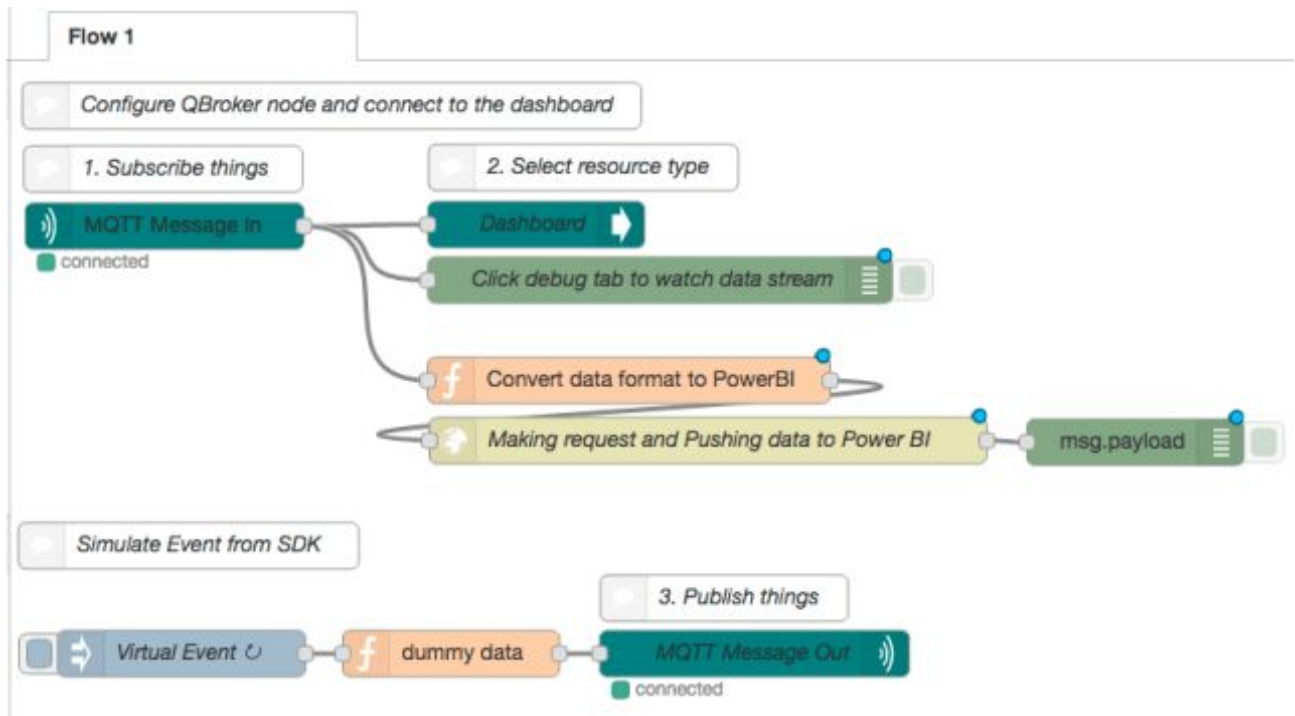 Flow 1
Configure QBroker node and connect to the dashboard
1. Subscribe things
2. Select resource type
MQTT Message In
Dashboard
connected
Click debug tab to watch data stream
Convert data format to PowerBI
Making request and Pushing data to Power BI
msg.payload
Simulate Event from SDK
3. Publish things
Virtual Event ↻
dummy data
MQTT Message Out
connected